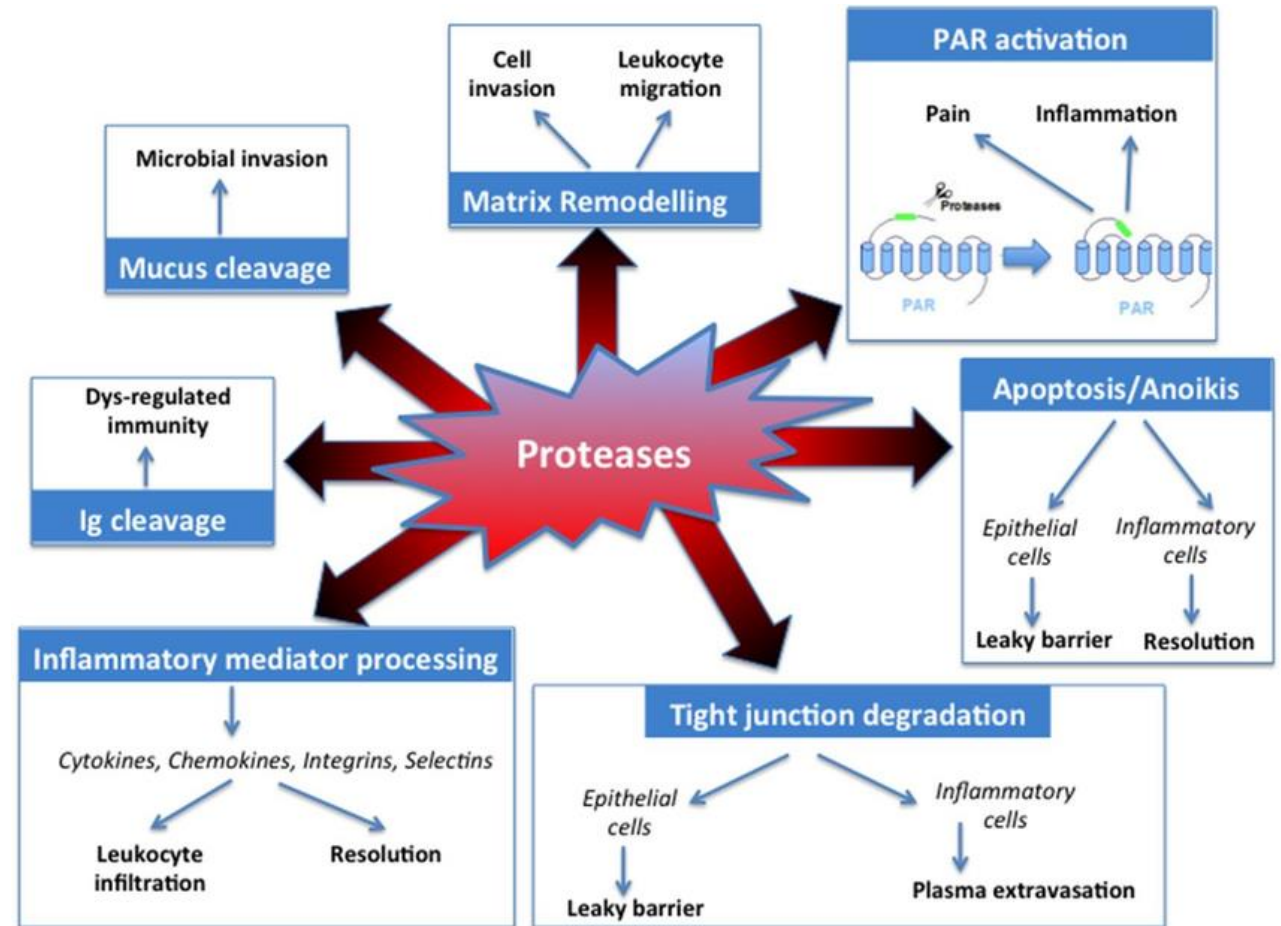 Cell
invasion
Leukocyte
migration
Matrix Remodelling
PAR activation
Pain
Inflammation
Proteases
PAR
PAR
Microbial invasion
Mucus cleavage
Dys-regulated
immunity
Ig cleavage
Proteases
Apoptosis/Anoikis
Epithelial
cells
Inflammatory
cells
Leaky barrier
Resolution
Inflammatory mediator processing
Cytokines, Chemokines, Integrins, Selectins
Leukocyte
infiltration
Resolution
Tight junction degradation
Epithelial
cells
Inflammatory
cells
Leaky barrier
Plasma extravasation